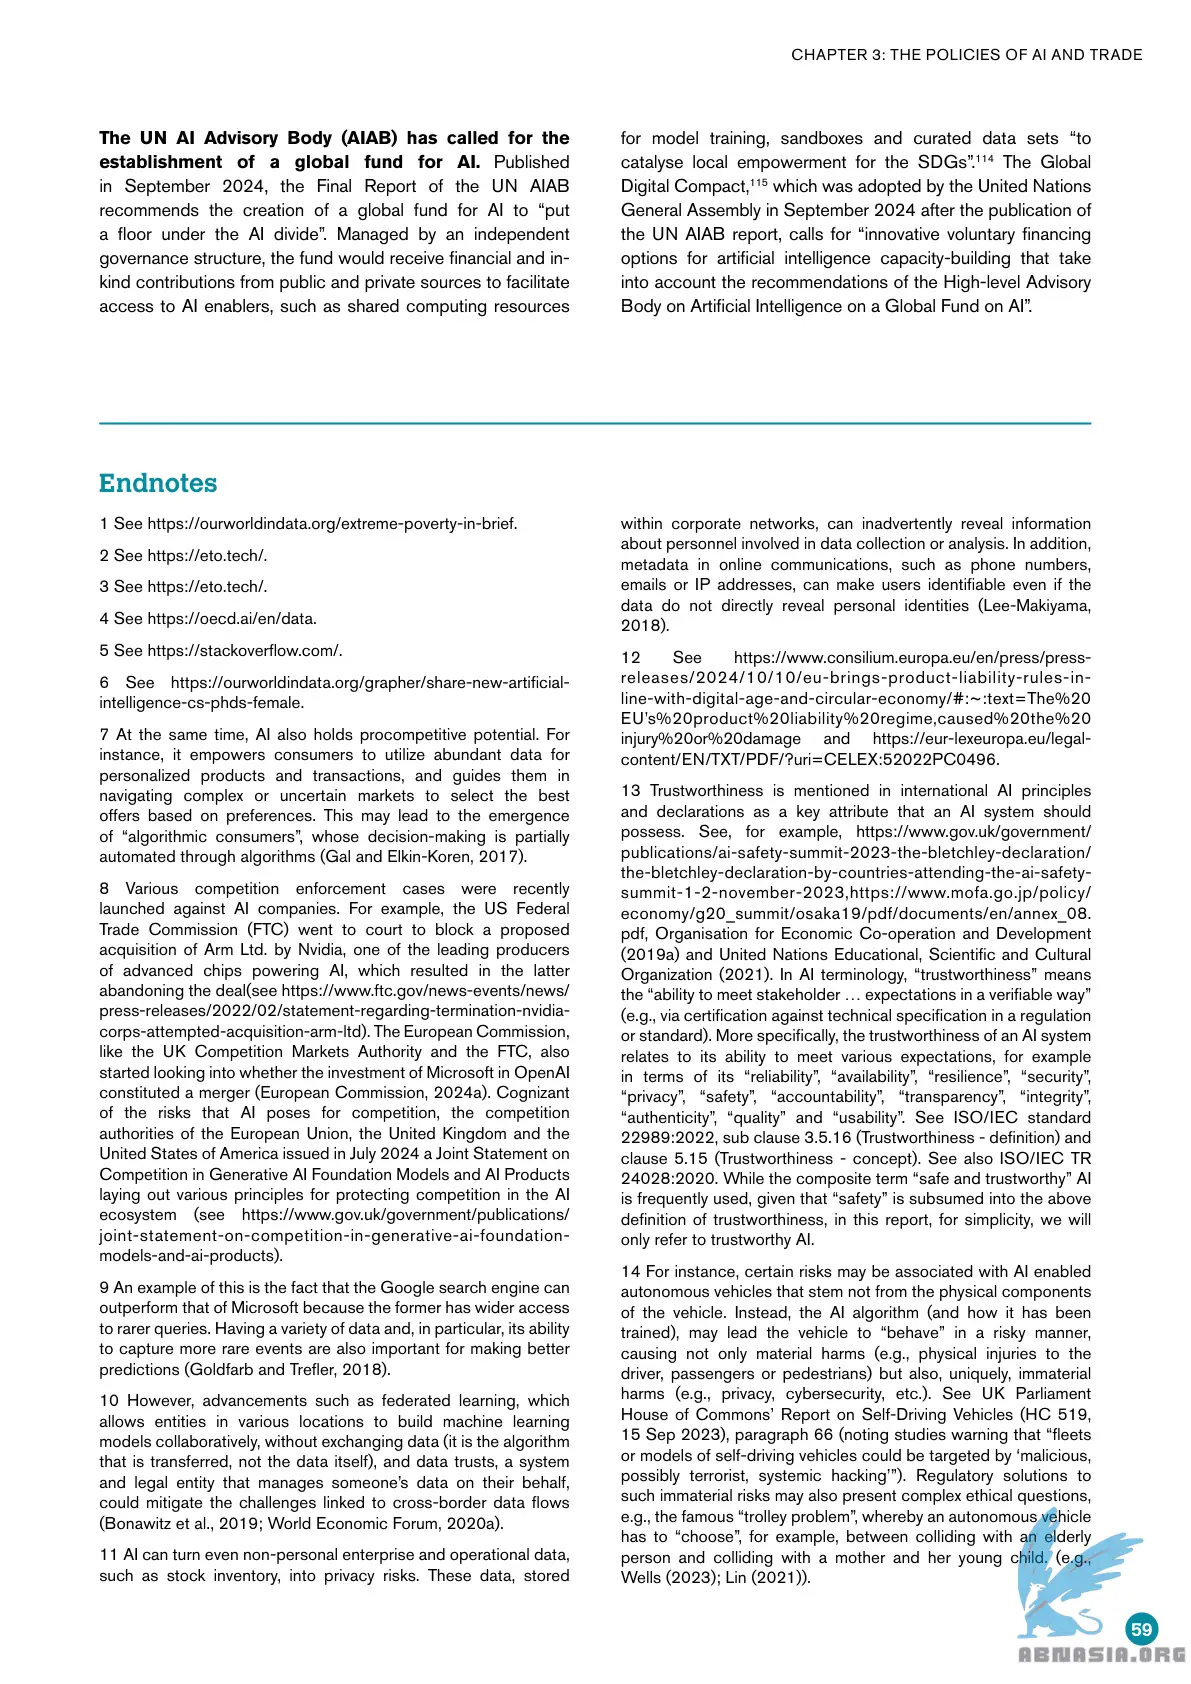 CHAPTER 3: THE POLICIES OF AI AND TRADE
The UN AI Advisory Body (AIAB) has called for the
establishment of a global fund for AI. Published
in September 2024, the Final Report of the UN AIAB
recommends the creation of a global fund for AI to “put
a floor under the AI divide”. Managed by an independent
governance structure, the fund would receive financial and in-
kind contributions from public and private sources to facilitate
access to AI enablers, such as shared computing resources
for model training, sandboxes and curated data sets “to
catalyse local empowerment for the SDGs”.114 The Global
Digital Compact,115 which was adopted by the United Nations
General Assembly in September 2024 after the publication of
the UN AIAB report, calls for “innovative voluntary financing
options for artificial intelligence capacity-building that take
into account the recommendations of the High-level Advisory
Body on Artificial Intelligence on a Global Fund on AI”.
Endnotes
1 See https://ourworldindata.org/extreme-poverty-in-brief.
2 See https://eto.tech/.
3 See https://eto.tech/.
4 See https://oecd.ai/en/data.
5 See https://stackoverflow.com/.
6 See https://ourworldindata.org/grapher/share-new-artificial-
intelligence-cs-phds-female.
7 At the same time, AI also holds procompetitive potential. For
instance, it empowers consumers to utilize abundant data for
personalized products and transactions, and guides them in
navigating complex or uncertain markets to select the best
offers based on preferences. This may lead to the emergence
of “algorithmic consumers”, whose decision-making is partially
automated through algorithms (Gal and Elkin-Koren, 2017).
8 Various competition enforcement cases were recently
launched against AI companies. For example, the US Federal
Trade Commission (FTC) went to court to block a proposed
acquisition of Arm Ltd. by Nvidia, one of the leading producers
of advanced chips powering AI, which resulted in the latter
abandoning the deal(see https://www.ftc.gov/news-events/news/
press-releases/2022/02/statement-regarding-termination-nvidia-
corps-attempted-acquisition-arm-ltd). The European Commission,
like the UK Competition Markets Authority and the FTC, also
started looking into whether the investment of Microsoft in OpenAI
constituted a merger (European Commission, 2024a). Cognizant
of the risks that AI poses for competition, the competition
authorities of the European Union, the United Kingdom and the
United States of America issued in July 2024 a Joint Statement on
Competition in Generative AI Foundation Models and AI Products
laying out various principles for protecting competition in the AI
ecosystem (see https://www.gov.uk/government/publications/
joint-statement-on-competition-in-generative-ai-foundation-
models-and-ai-products).
9 An example of this is the fact that the Google search engine can
outperform that of Microsoft because the former has wider access
to rarer queries. Having a variety of data and, in particular, its ability
to capture more rare events are also important for making better
predictions (Goldfarb and Trefler, 2018).
10 However, advancements such as federated learning, which
allows entities in various locations to build machine learning
models collaboratively, without exchanging data (it is the algorithm
that is transferred, not the data itself), and data trusts, a system
and legal entity that manages someone’s data on their behalf,
could mitigate the challenges linked to cross-border data flows
(Bonawitz et al., 2019; World Economic Forum, 2020a).
11 AI can turn even non-personal enterprise and operational data,
such as stock inventory, into privacy risks. These data, stored
within corporate networks, can inadvertently reveal information
about personnel involved in data collection or analysis. In addition,
metadata in online communications, such as phone numbers,
emails or IP addresses, can make users identifiable even if the
data do not directly reveal personal identities (Lee-Makiyama,
2018).
12 See https://www.consilium.europa.eu/en/press/press-
releases/2024/10/10/eu-brings-product-liability-rules-in-
line-with-digital-age-and-circular-economy/#:~:text=The%20
EU’s%20product%20liability%20regime,caused%20the%20
injury%20or%20damage and https://eur-lexeuropa.eu/legal-
content/EN/TXT/PDF/?uri=CELEX:52022PC0496.
13 Trustworthiness is mentioned in international AI principles
and declarations as a key attribute that an AI system should
possess. See, for example, https://www.gov.uk/government/
publications/ai-safety-summit-2023-the-bletchley-declaration/
the-bletchley-declaration-by-countries-attending-the-ai-safety-
summit-1-2-november-2023,https://www.mofa.go.jp/policy/
economy/g20_summit/osaka19/pdf/documents/en/annex_08.
pdf, Organisation for Economic Co-operation and Development
(2019a) and United Nations Educational, Scientific and Cultural
Organization (2021). In AI terminology, “trustworthiness” means
the “ability to meet stakeholder … expectations in a verifiable way”
(e.g., via certification against technical specification in a regulation
or standard). More specifically, the trustworthiness of an AI system
relates to its ability to meet various expectations, for example
in terms of its “reliability”, “availability”, “resilience”, “security”,
“privacy”, “safety”, “accountability”, “transparency”, “integrity”,
“authenticity”, “quality” and “usability”. See ISO/IEC standard
22989:2022, sub clause 3.5.16 (Trustworthiness - definition) and
clause 5.15 (Trustworthiness - concept). See also ISO/IEC TR
24028:2020. While the composite term “safe and trustworthy” AI
is frequently used, given that “safety” is subsumed into the above
definition of trustworthiness, in this report, for simplicity, we will
only refer to trustworthy AI.
14 For instance, certain risks may be associated with AI enabled
autonomous vehicles that stem not from the physical components
of the vehicle. Instead, the AI algorithm (and how it has been
trained), may lead the vehicle to “behave” in a risky manner,
causing not only material harms (e.g., physical injuries to the
driver, passengers or pedestrians) but also, uniquely, immaterial
harms (e.g., privacy, cybersecurity, etc.). See UK Parliament
House of Commons’ Report on Self-Driving Vehicles (HC 519,
15 Sep 2023), paragraph 66 (noting studies warning that “fleets
or models of self-driving vehicles could be targeted by ‘malicious,
possibly terrorist, systemic hacking’”). Regulatory solutions to
such immaterial risks may also present complex ethical questions,
e.g., the famous “trolley problem”, whereby an autonomous vehicle
has to “choose”, for example, between colliding with an elderly
person and colliding with a mother and her young child. (e.g.,
Wells (2023); Lin (2021)).
59
ABNASIA.ORG